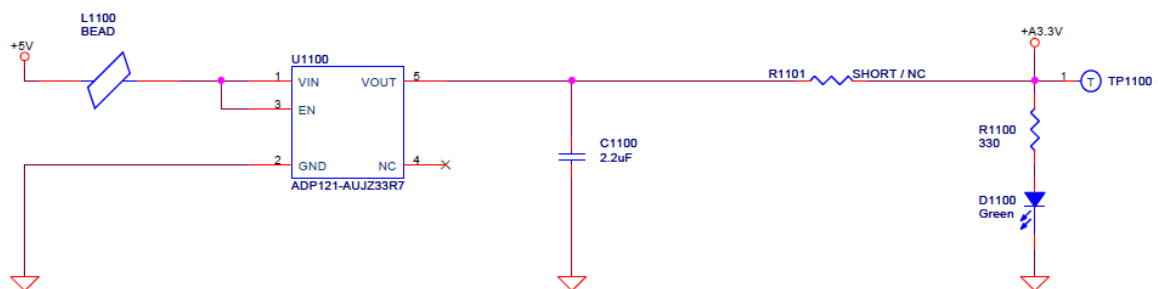 L1100
BEAD
+5V
U1100
1
VIN
VOUT
5
3
EN
2
GND
NC
4
ADP121-AUJZ33R7
C1100
2.2uF
R1101
SHORT / NC
+A3.3V
1
T
TP1100
R1100
330
D1100
Green